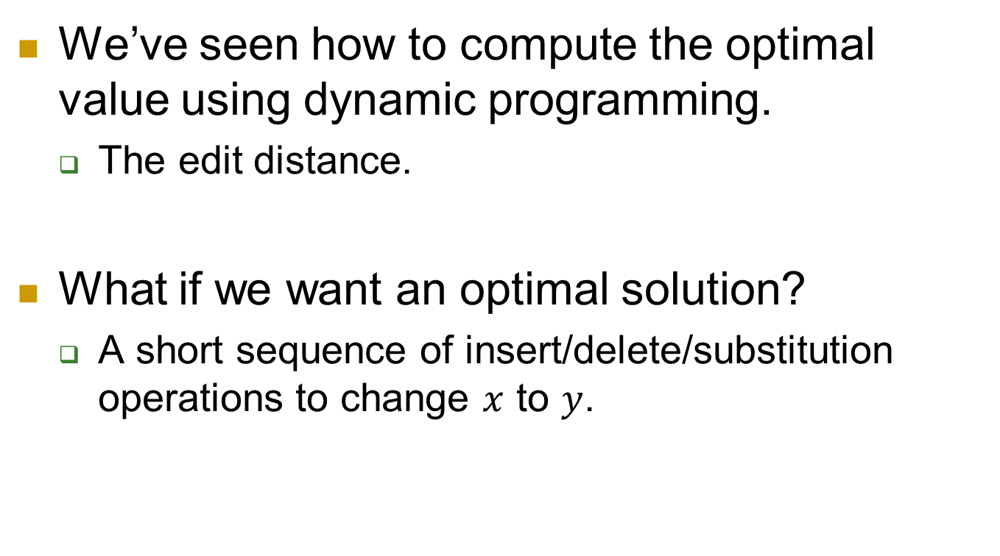 We’ve seen how to compute the optimal
value using dynamic programming.
The edit distance.
What if we want an optimal solution?
A short sequence of insert/delete/substitution
operations to change 𝑥 to 𝑦.